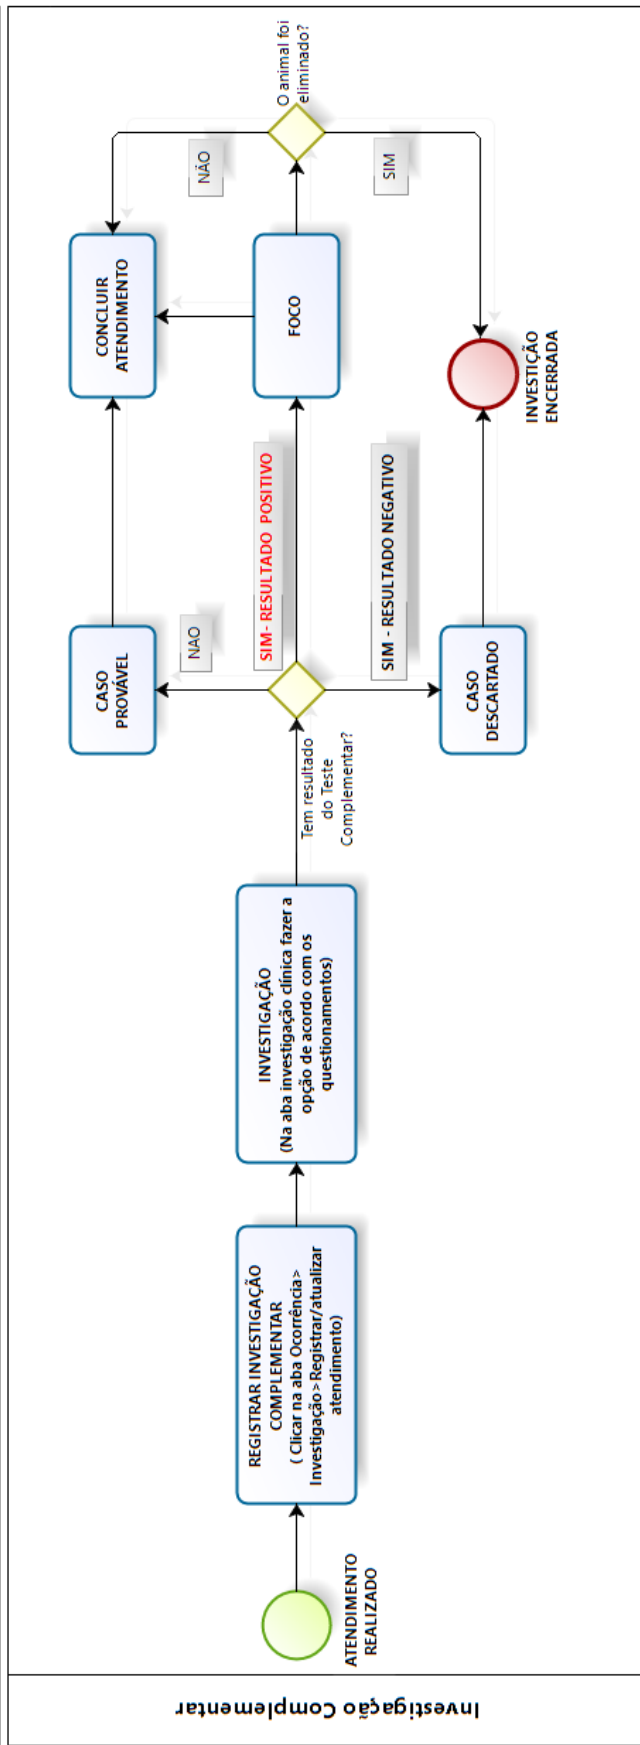 Investigação Complementar
ATENDIMENTO
REALIZADO
REGISTRAR INVESTIGAÇÃO
COMPLEMENTAR
( Clicar na aba Ocorrência>
Investigação>Registrar/atualizar
atendimento)
INVESTIGAÇÃO
(Na aba investigação clínica fazer a
opção de acordo com os
questionamentos)
Tem resultado
do Teste
Complementar?
NAO
SIM- RESULTADO POSITIVO
SIM - RESULTADO NEGATIVO
CASO
PROVÁVEL
CASO
DESCARTADO
CONCLUIR
ATENDIMENTO
FOCO
O animal foi
eliminado?
NÃO
SIM
INVESTIÇÃO
ENCERRADA